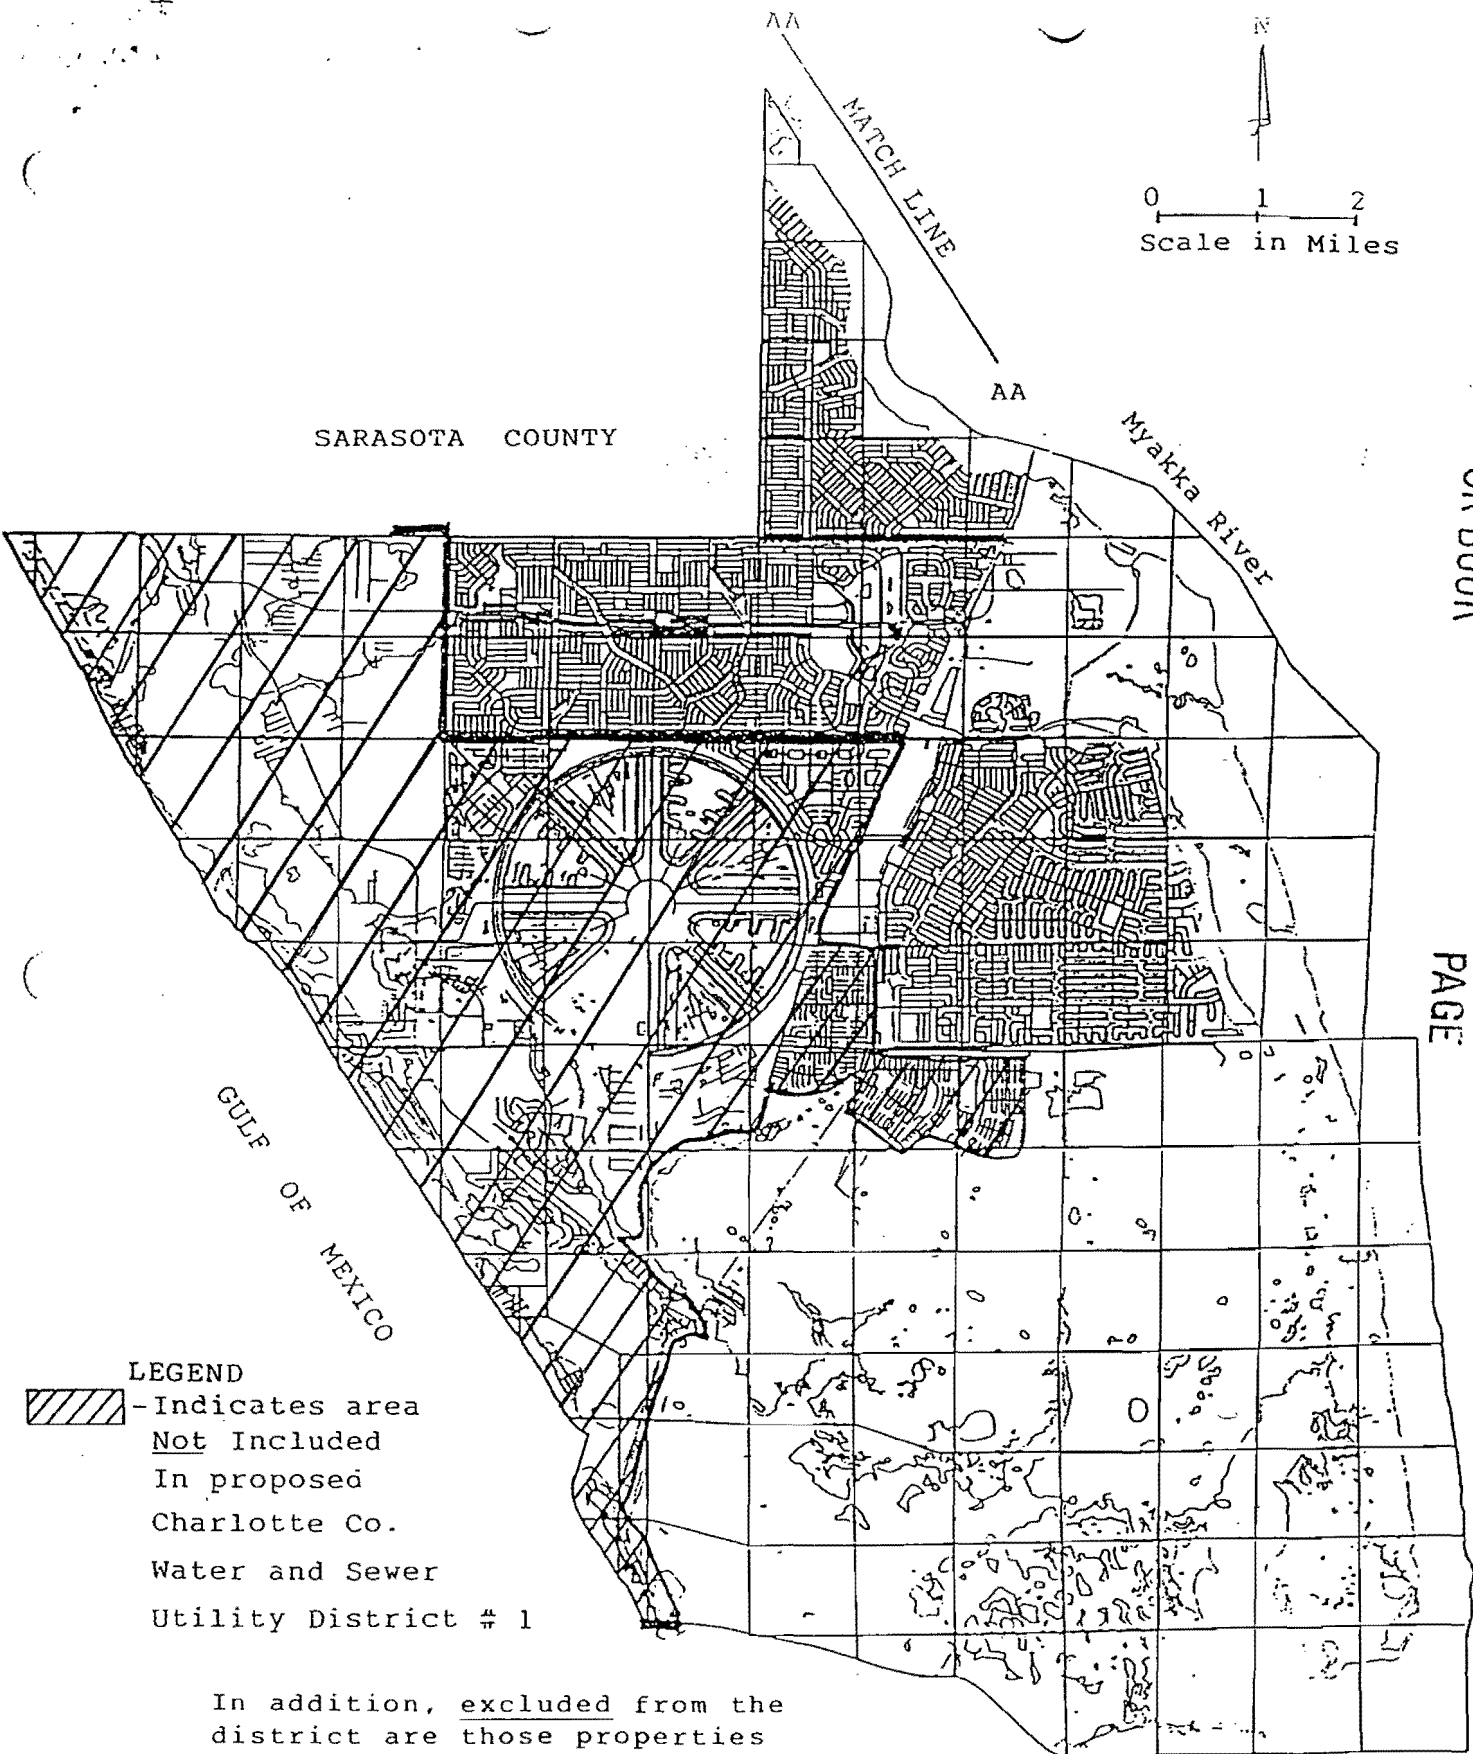 AA
N
MATCH LINE
0 1 2
Scale in Miles
AA
SARASOTA COUNTY
Myakka River
PAGE
GULF OF MEXICO
LEGEND
- Indicates area
Not Included
In proposed
Charlotte Co.
Water and Sewer
Utility District # 1
In addition, excluded from the
district are those properties